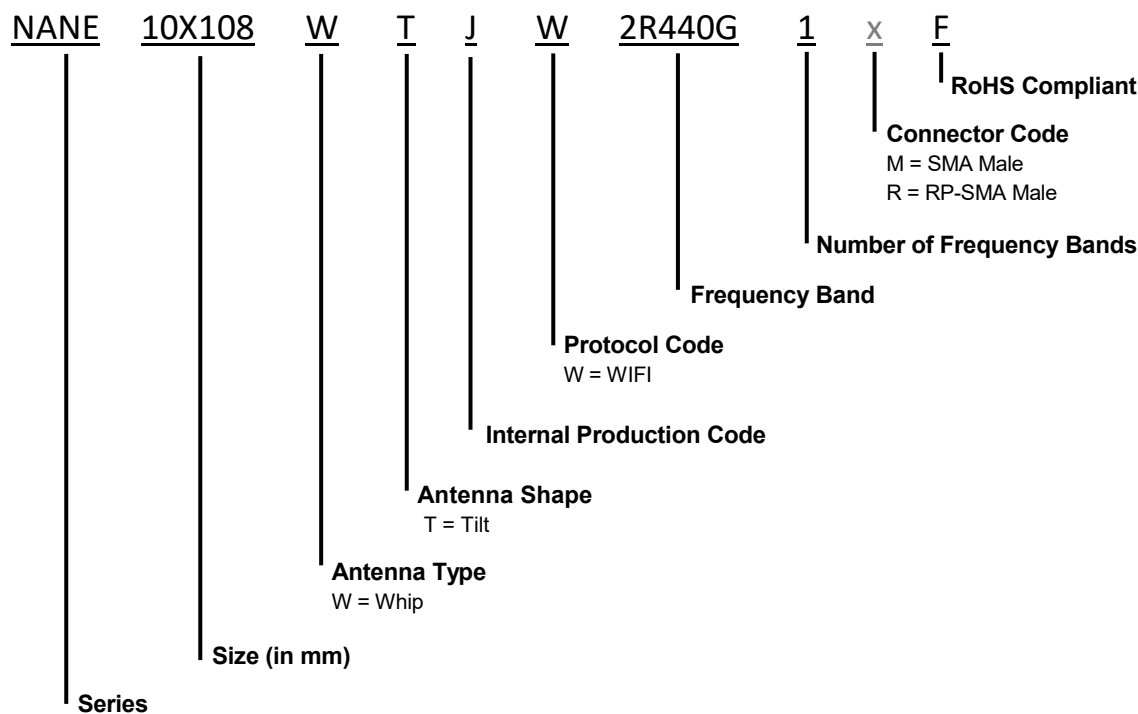 NANE 10X108 W T J W 2R440G 1 x F
RoHS Compliant
Connector Code
M = SMA Male
R = RP-SMA Male
Number of Frequency Bands
Frequency Band
Protocol Code
W = WIFI
Internal Production Code
Antenna Shape
T = Tilt
Antenna Type
W = Whip
Size (in mm)
Series